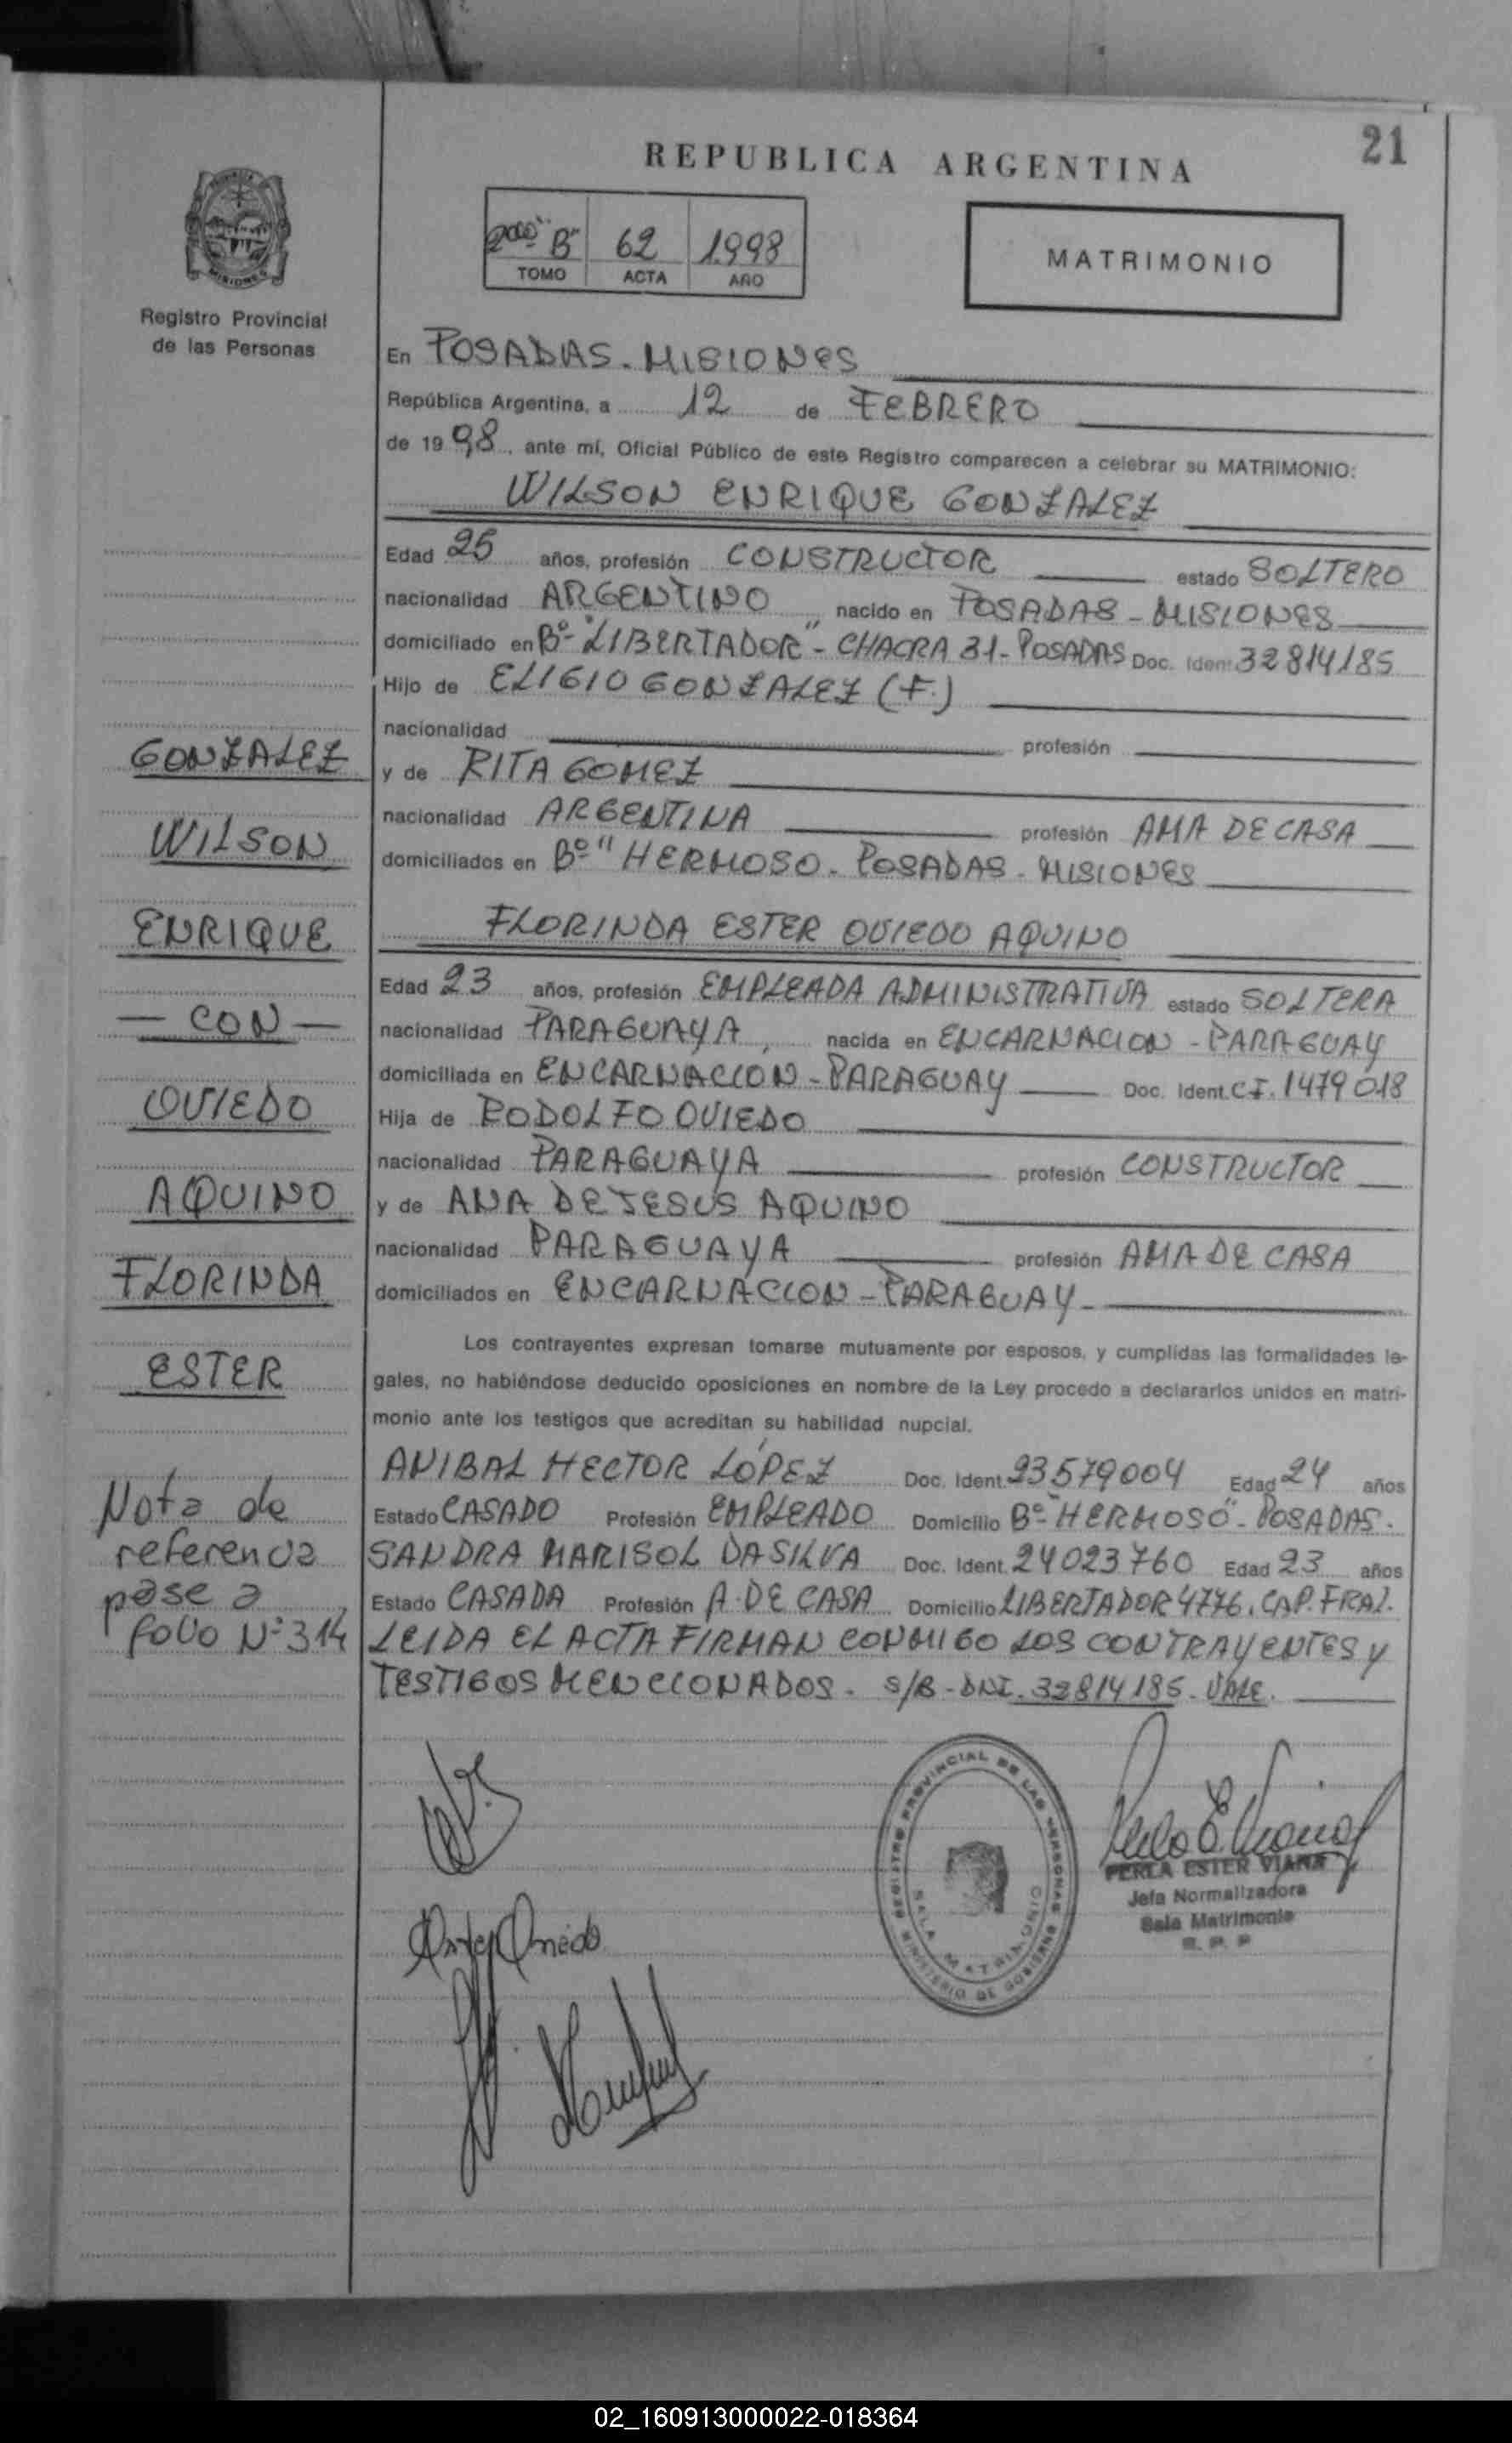 21
REPUBLICA ARGENTINA
B" 62 1998
TOMO ACTA AÑO
MATRIMONIO
Registro Provincial
de las Personas
En POSADAS - MISIONES
República Argentina, a 12 de FEBRERO
de 1998, ante mí, Oficial Público de este Registro comparecen a celebrar su MATRIMONIO:
WILSON ENRIQUE GONZALEZ
Edad 25 años, profesión CONSTRUCTOR estado SOLTERO
nacionalidad ARGENTINO, nacido en POSADAS - MISIONES
domiciliado en Bº "LIBERTADOR" - CHACRA 31 - POSADAS Doc. Ident 32814185
Hijo de ELIGIO GONZALEZ (F.)
nacionalidad profesión
y de RITA GOMEZ
nacionalidad ARGENTINA profesión AMA DE CASA
domiciliados en Bº " HERMOSO - POSADAS - MISIONES
FLORINDA ESTER OVIEDO AQUINO
Edad 23 años, profesión EMPLEADA ADMINISTRATIVA estado SOLTERA
nacionalidad PARAGUAYA, nacida en ENCARNACION - PARAGUAY
domiciliada en ENCARNACION - PARAGUAY Doc. Ident. CI. 1479018
Hija de RODOLFO OVIEDO
nacionalidad PARAGUAYA profesión CONSTRUCTOR
y de ANA DE JESUS AQUINO
nacionalidad PARAGUAYA profesión AMA DE CASA
domiciliados en ENCARNACION - PARAGUAY -
Los contrayentes expresan tomarse mutuamente por esposos, y cumplidas las formalidades le-
gales, no habiéndose deducido oposiciones en nombre de la Ley procedo a declararlos unidos en matri-
monio ante los testigos que acreditan su habilidad nupcial.
ANIBAL HECTOR LÓPEZ Doc. Ident. 23579004 Edad 24 años
Estado CASADO Profesión EMPLEADO Domicilio Bº "HERMOSO" - POSADAS.
SANDRA MARISOL DASILVA Doc. Ident. 24023760 Edad 23 años
Estado CASADA Profesión A. DE CASA Domicilio LIBERTADOR 4776. CAP. FRAL.
LEIDA EL ACTA FIRMAN CONMIGO LOS CONTRAYENTES Y
TESTIGOS MENCIONADOS. S/B - DNI. 32814185 - VALE.
GONZALEZ
WILSON
ENRIQUE
— CON —
OVIEDO
AQUINO
FLORINDA
ESTER
Nota de
referencia
pase a
folio Nº 314
REGISTRO PROVINCIAL DE LAS PERSONAS
SALA MATRIMONIO
MINISTERIO DE GOBIERNO
PERLA ESTER VIANA
Jefa Normalizadora
Sala Matrimonio
R. P. P
02_160913000022-018364